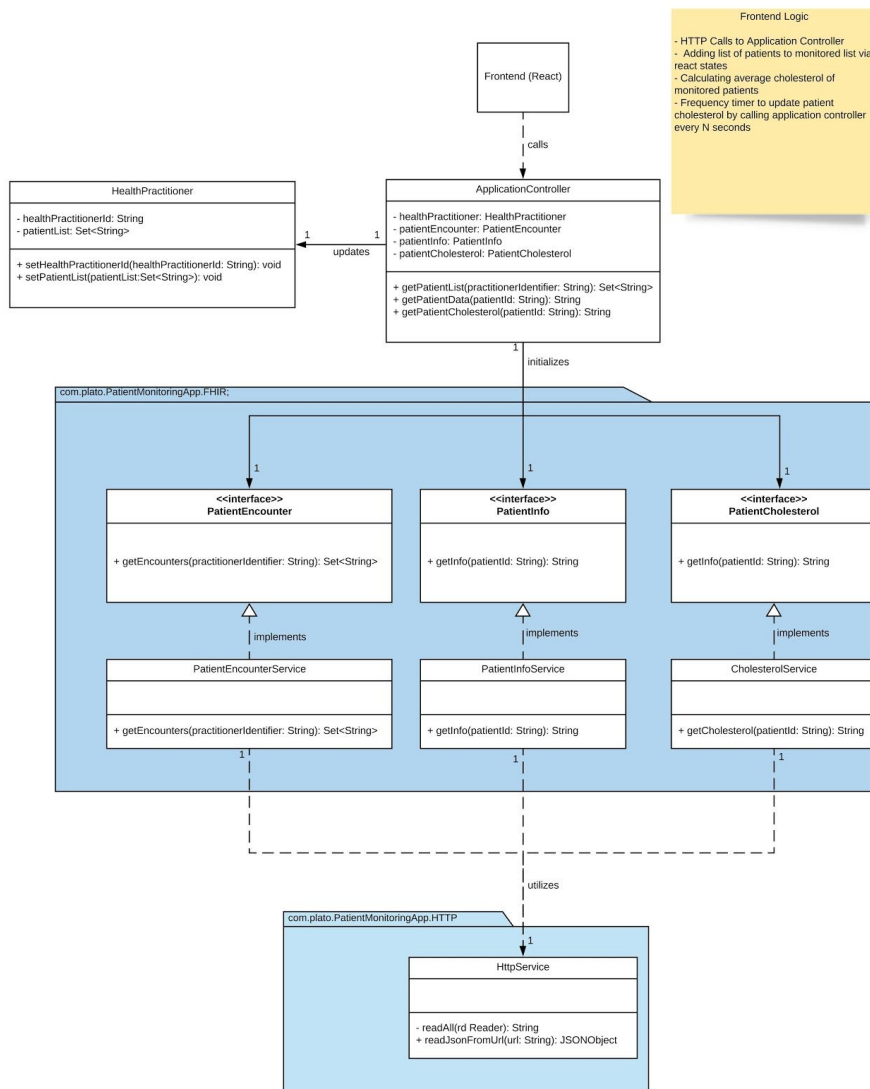 Frontend Logic
- HTTP Calls to Application Controller
- Adding list of patients to monitored list via
react states
- Calculating average cholesterol of
monitored patients
- Frequency timer to update patient
cholesterol by calling application controller
every N seconds
Frontend (React)
calls
HealthPractitioner
- healthPractitionerId: String
- patientList: Set<String>
+ setHealthPractitionerId(healthPractitionerId: String): void
+ setPatientList(patientList:Set<String>): void
1
1
updates
ApplicationController
- healthPractitioner: HealthPractitioner
- patientEncounter: PatientEncounter
- patientInfo: PatientInfo
- patientCholesterol: PatientCholesterol
+ getPatientList(practitionerIdentifier: String): Set<String>
+ getPatientData(patientId: String): String
+ getPatientCholesterol(patientId: String): String
1
initializes
com.plato.PatientMonitoringApp.FHIR;
1
1
1
<<interface>>
PatientEncounter
+ getEncounters(practitionerIdentifier: String): Set<String>
<<interface>>
PatientInfo
+ getInfo(patientId: String): String
<<interface>>
PatientCholesterol
+ getInfo(patientId: String): String
implements
implements
implements
PatientEncounterService
+ getEncounters(practitionerIdentifier: String): Set<String>
PatientInfoService
+ getInfo(patientId: String): String
CholesterolService
+ getCholesterol(patientId: String): String
1
1
1
utilizes
com.plato.PatientMonitoringApp.HTTP
1
HttpService
- readAll(rd Reader): String
+ readJsonFromUrl(url: String): JSONObject